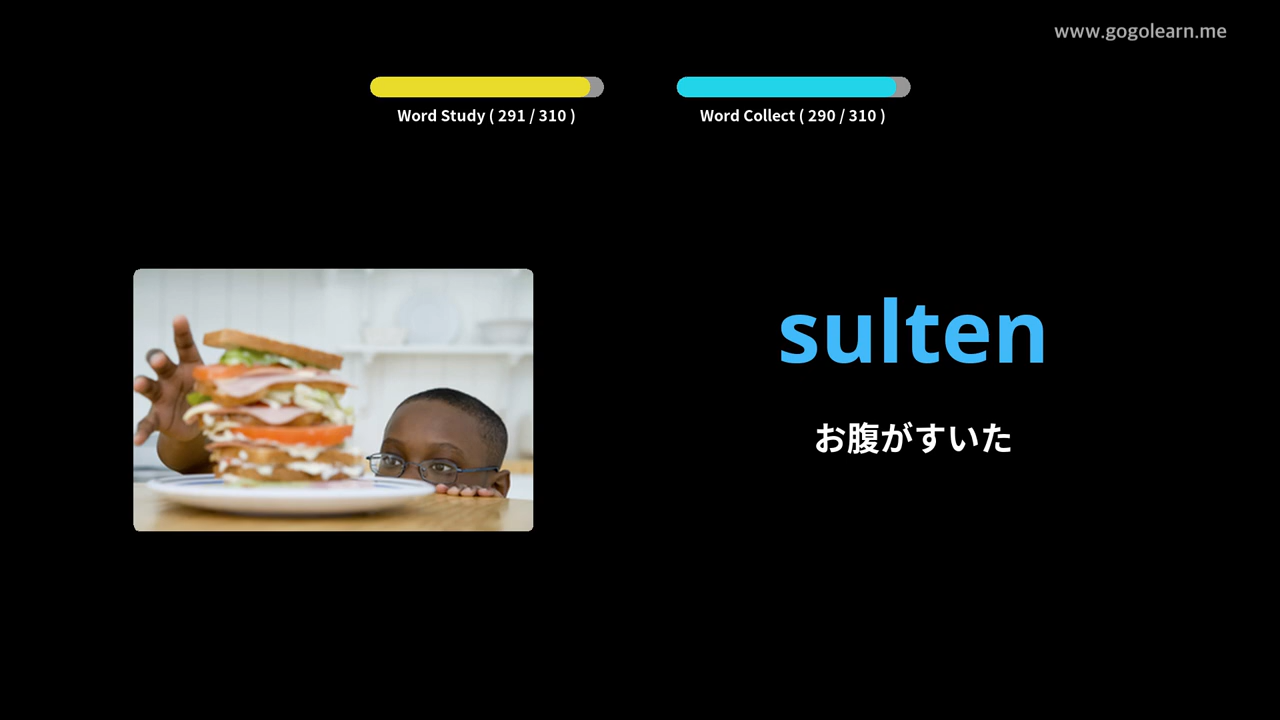 www.gogolearn.me
Word Study ( 291 / 310 )
Word Collect ( 290 / 310 )
sulten
お腹がすいた